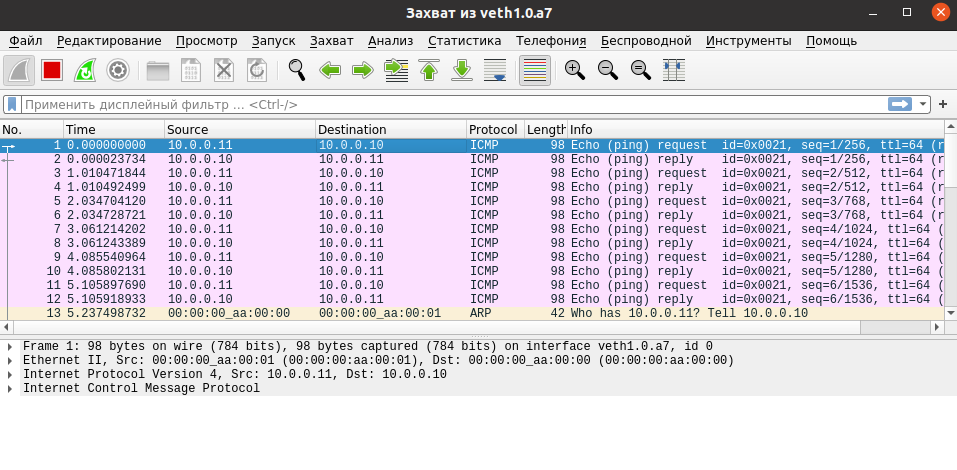 Захват из veth1.0.a7
Файл Редактирование Просмотр Запуск Захват Анализ Статистика Телефония Беспроводной Инструменты Помощь
Применить дисплейный фильтр ... <Ctrl-/>
No. Time Source Destination Protocol Length Info
1 0.000000000 10.0.0.11 10.0.0.10 ICMP 98 Echo (ping) request id=0x0021, seq=1/256, ttl=64 (r
2 0.000023734 10.0.0.10 10.0.0.11 ICMP 98 Echo (ping) reply id=0x0021, seq=1/256, ttl=64 (r
3 1.010471844 10.0.0.11 10.0.0.10 ICMP 98 Echo (ping) request id=0x0021, seq=2/512, ttl=64 (r
4 1.010492499 10.0.0.10 10.0.0.11 ICMP 98 Echo (ping) reply id=0x0021, seq=2/512, ttl=64 (r
5 2.034704120 10.0.0.11 10.0.0.10 ICMP 98 Echo (ping) request id=0x0021, seq=3/768, ttl=64 (r
6 2.034728721 10.0.0.10 10.0.0.11 ICMP 98 Echo (ping) reply id=0x0021, seq=3/768, ttl=64 (r
7 3.061214202 10.0.0.11 10.0.0.10 ICMP 98 Echo (ping) request id=0x0021, seq=4/1024, ttl=64 (
8 3.061243389 10.0.0.10 10.0.0.11 ICMP 98 Echo (ping) reply id=0x0021, seq=4/1024, ttl=64 (
9 4.085540964 10.0.0.11 10.0.0.10 ICMP 98 Echo (ping) request id=0x0021, seq=5/1280, ttl=64 (
10 4.085802131 10.0.0.10 10.0.0.11 ICMP 98 Echo (ping) reply id=0x0021, seq=5/1280, ttl=64 (
11 5.105897690 10.0.0.11 10.0.0.10 ICMP 98 Echo (ping) request id=0x0021, seq=6/1536, ttl=64 (
12 5.105918933 10.0.0.10 10.0.0.11 ICMP 98 Echo (ping) reply id=0x0021, seq=6/1536, ttl=64 (
13 5.237498732 00:00:00_aa:00:00 00:00:00_aa:00:01 ARP 42 Who has 10.0.0.11? Tell 10.0.0.10
Frame 1: 98 bytes on wire (784 bits), 98 bytes captured (784 bits) on interface veth1.0.a7, id 0
Ethernet II, Src: 00:00:00_aa:00:01 (00:00:00:aa:00:01), Dst: 00:00:00_aa:00:00 (00:00:00:aa:00:00)
Internet Protocol Version 4, Src: 10.0.0.11, Dst: 10.0.0.10
Internet Control Message Protocol